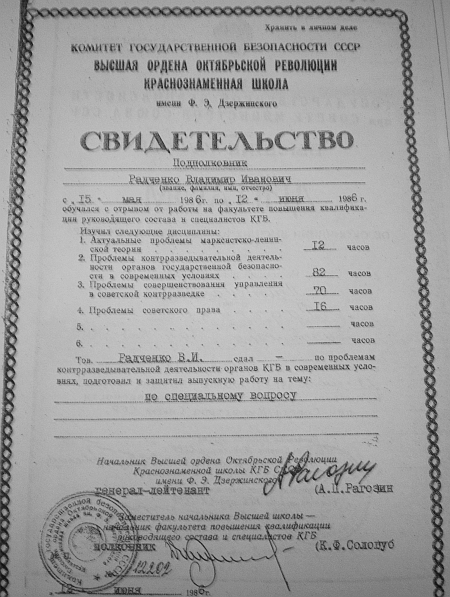 Хранить в личном деле
КОМИТЕТ ГОСУДАРСТВЕННОЙ БЕЗОПАСНОСТИ СССР
ВЫСШАЯ ОРДЕНА ОКТЯБРЬСКОЙ РЕВОЛЮЦИИ
КРАСНОЗНАМЕННАЯ ШКОЛА
имени Ф. Э. Дзержинского
СВИДЕТЕЛЬСТВО
Подполковник
Радченко Владимир Иванович
(звание, фамилия, имя, отчество)
с „15" мая 1986г. по „12" июня 1986 г.
обучался с отрывом от работы на факультете повышения квалифика-
ции руководящего состава и специалистов КГБ.
Изучил следующие дисциплины:
1. Актуальные проблемы марксистско-ленин-
ской теории . . . . . . . 12 часов
2. Проблемы контрразведывательной деятель-
ности органов государственной безопаснос-
ти в современных условиях . . . . 82 часов
3. Проблемы совершенствования управления
в советской контрразведке . . . . 70 часов
4. Проблемы советского права . . . . 16 часов
5. . . . . . . . . . часов
6. . . . . . . . . . часов
Тов. Радченко В.И. сдал — по проблемам
контрразведывательной деятельности органов КГБ в современных усло-
виях, подготовил и защитил выпускную работу на тему:
по специальному вопросу
Начальник Высшей ордена Октябрьской Революции
Краснознаменной школы КГБ СССР
имени Ф. Э. Дзержинского
генерал-лейтенант (А.П.Рагозин
Заместитель начальника Высшей школы—
начальник факультета повышения квалификации
руководящего состава и специалистов КГБ
полковник (К.Ф.Солодуб
12202
июня 1986г.